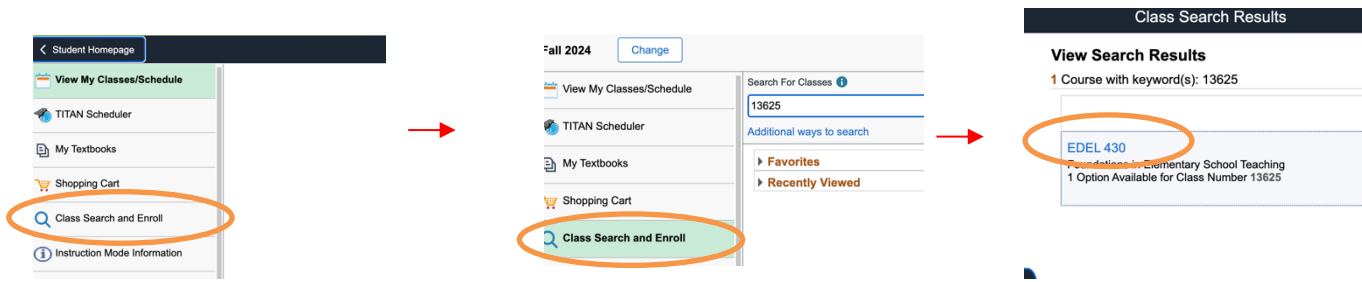 Student Homepage
View My Classes/Schedule
TITAN Scheduler
My Textbooks
Shopping Cart
Class Search and Enroll
Instruction Mode Information
Fall 2024
Change
View My Classes/Schedule
TITAN Scheduler
My Textbooks
Shopping Cart
Class Search and Enroll
Search For Classes
13625
Additional ways to search
Favorites
Recently Viewed
Class Search Results
View Search Results
1 Course with keyword(s): 13625
EDEL 430
Foundations in Elementary School Teaching
1 Option Available for Class Number 13625